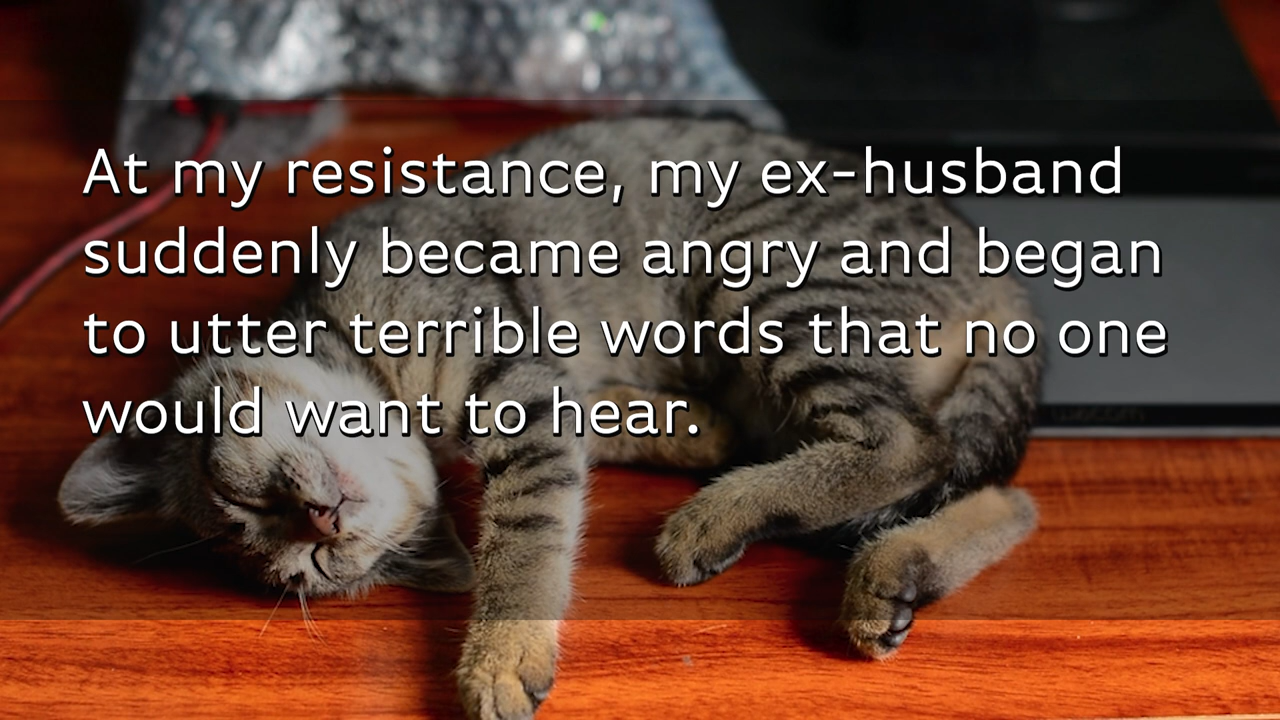 At my resistance, my ex-husband
suddenly became angry and began
to utter terrible words that no one
would want to hear.
wacom